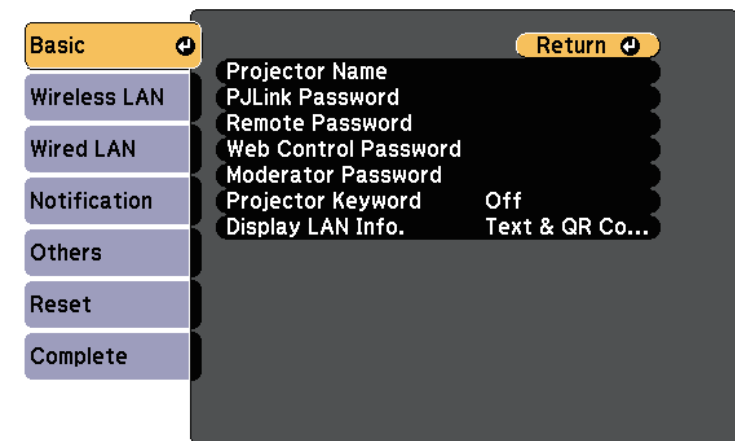 Basic
Wireless LAN
Wired LAN
Notification
Others
Reset
Complete
Return
Projector Name
PJLink Password
Remote Password
Web Control Password
Moderator Password
Projector Keyword Off
Display LAN Info. Text & QR Co...